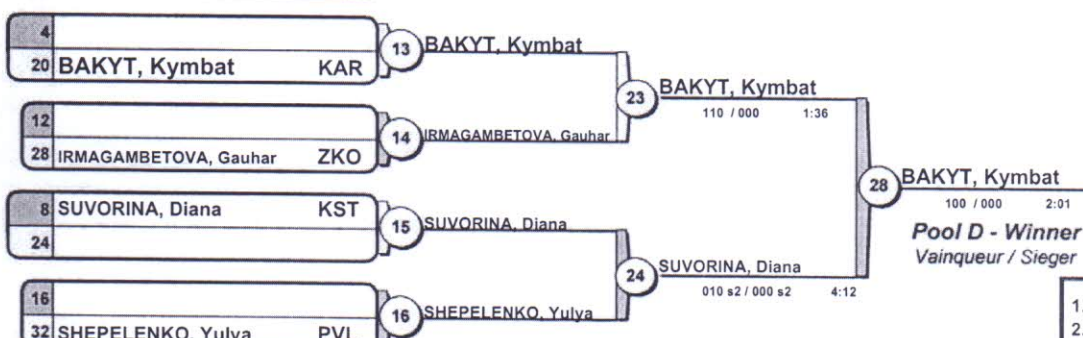 4
20 BAKYT, Kymbat KAR
13 BAKYT, Kymbat
12
28 IRMAGAMBETOVA, Gauhar ZKO
14 IRMAGAMBETOVA, Gauhar
23 BAKYT, Kymbat
110 / 000 1:36
8 SUVORINA, Diana KST
24
15 SUVORINA, Diana
16
32 SHEPELENKO, Yulya PVL
16 SHEPELENKO, Yulya
24 SUVORINA, Diana
010 s2 / 000 s2 4:12
28 BAKYT, Kymbat
100 / 000 2:01
Pool D - Winner
Vainqueur / Sieger
1.
2.